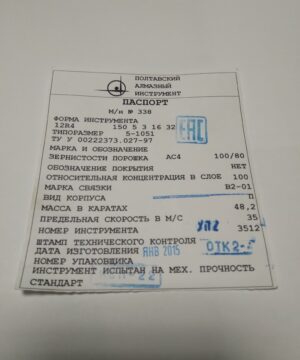 ПОЛТАВСКИЙ
АЛМАЗНЫЙ
ИНСТРУМЕНТ
ПАСПОРТ
М/п № 338
ФОРМА ИНСТРУМЕНТА
12R4 150 5 3 16 32
ТИПОРАЗМЕР 5-1051
ТУ У 00222373.027-97
EAC
МАРКА И ОБОЗНАЧЕНИЕ
ЗЕРНИСТОСТИ ПОРОШКА АС4 100/80
ОБОЗНАЧЕНИЕ ПОКРЫТИЯ НЕТ
ОТНОСИТЕЛЬНАЯ КОНЦЕНТРАЦИЯ В СЛОЕ 100
МАРКА СВЯЗКИ В2-01
ВИД КОРПУСА П
МАССА В КАРАТАХ 48,2
ПРЕДЕЛЬНАЯ СКОРОСТЬ В М/С 35
НОМЕР ИНСТРУМЕНТА 3512
ШТАМП ТЕХНИЧЕСКОГО КОНТРОЛЯ ОТК2-
ДАТА ИЗГОТОВЛЕНИЯ ЯНВ 2015
НОМЕР УПАКОВЩИКА
ИНСТРУМЕНТ ИСПЫТАН НА МЕХ. ПРОЧНОСТЬ
СТАНДАРТ 22